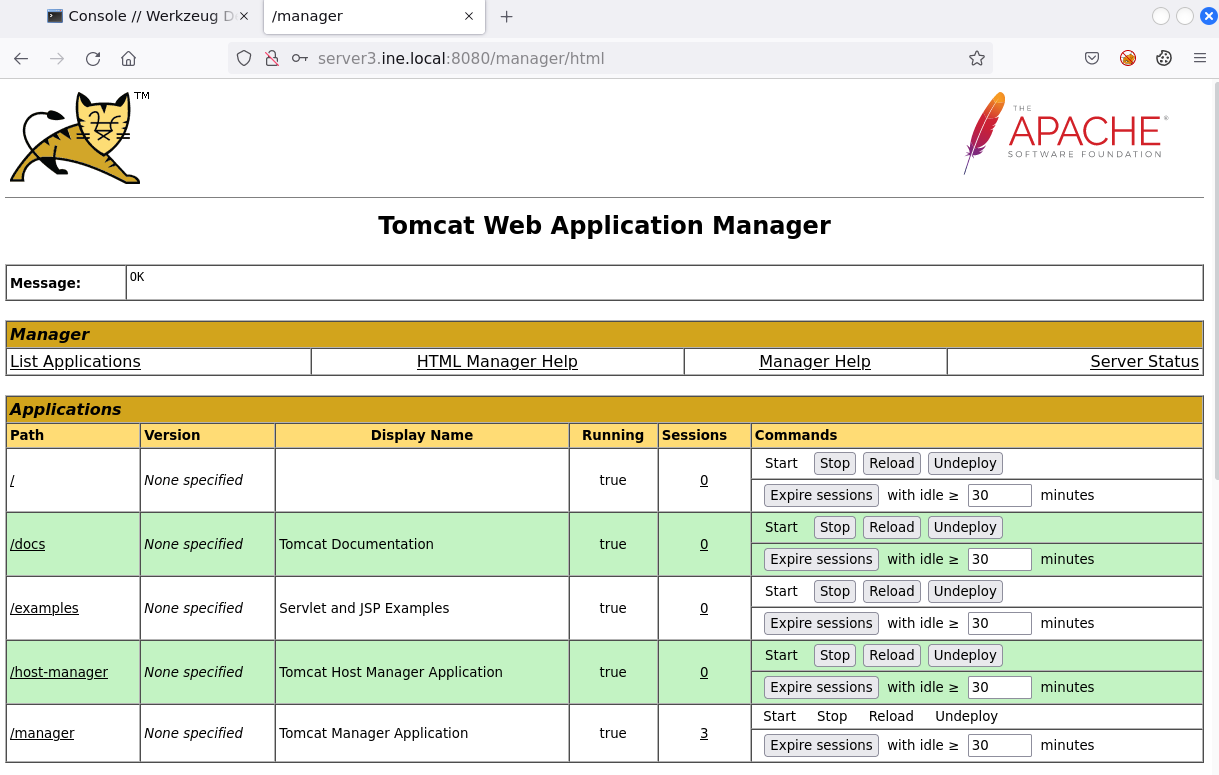 Console // Werkzeug D
/manager
server3.ine.local:8080/manager/html
TM
THE
APACHE®
SOFTWARE FOUNDATION
Tomcat Web Application Manager
Message: OK
Manager
List Applications HTML Manager Help Manager Help Server Status
Applications
Path Version Display Name Running Sessions Commands
/ None specified true 0 Start Stop Reload Undeploy
Expire sessions with idle ≥ 30 minutes
/docs None specified Tomcat Documentation true 0 Start Stop Reload Undeploy
Expire sessions with idle ≥ 30 minutes
/examples None specified Servlet and JSP Examples true 0 Start Stop Reload Undeploy
Expire sessions with idle ≥ 30 minutes
/host-manager None specified Tomcat Host Manager Application true 0 Start Stop Reload Undeploy
Expire sessions with idle ≥ 30 minutes
/manager None specified Tomcat Manager Application true 3 Start Stop Reload Undeploy
Expire sessions with idle ≥ 30 minutes